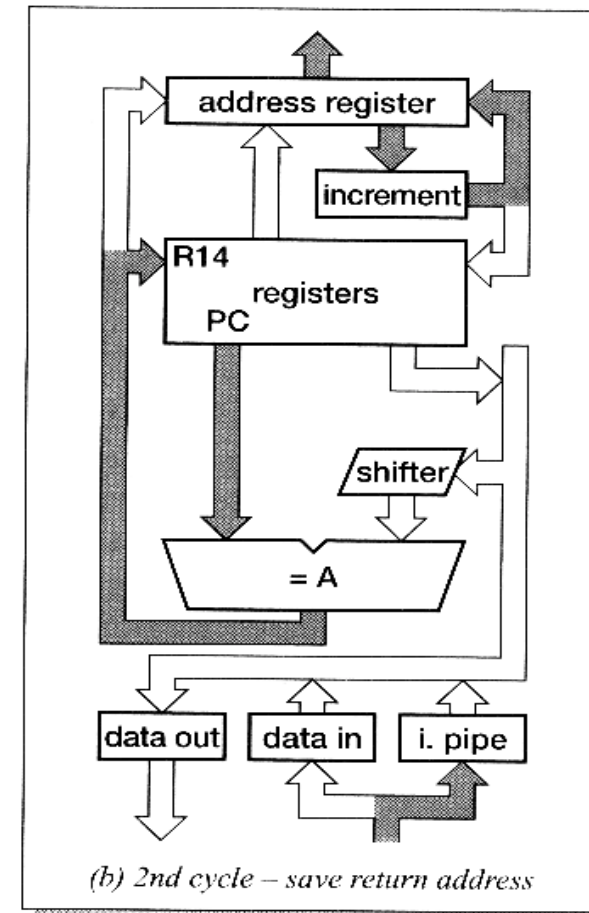 address register
increment
R14
registers
PC
shifter
= A
data out
data in
i. pipe
(b) 2nd cycle – save return address